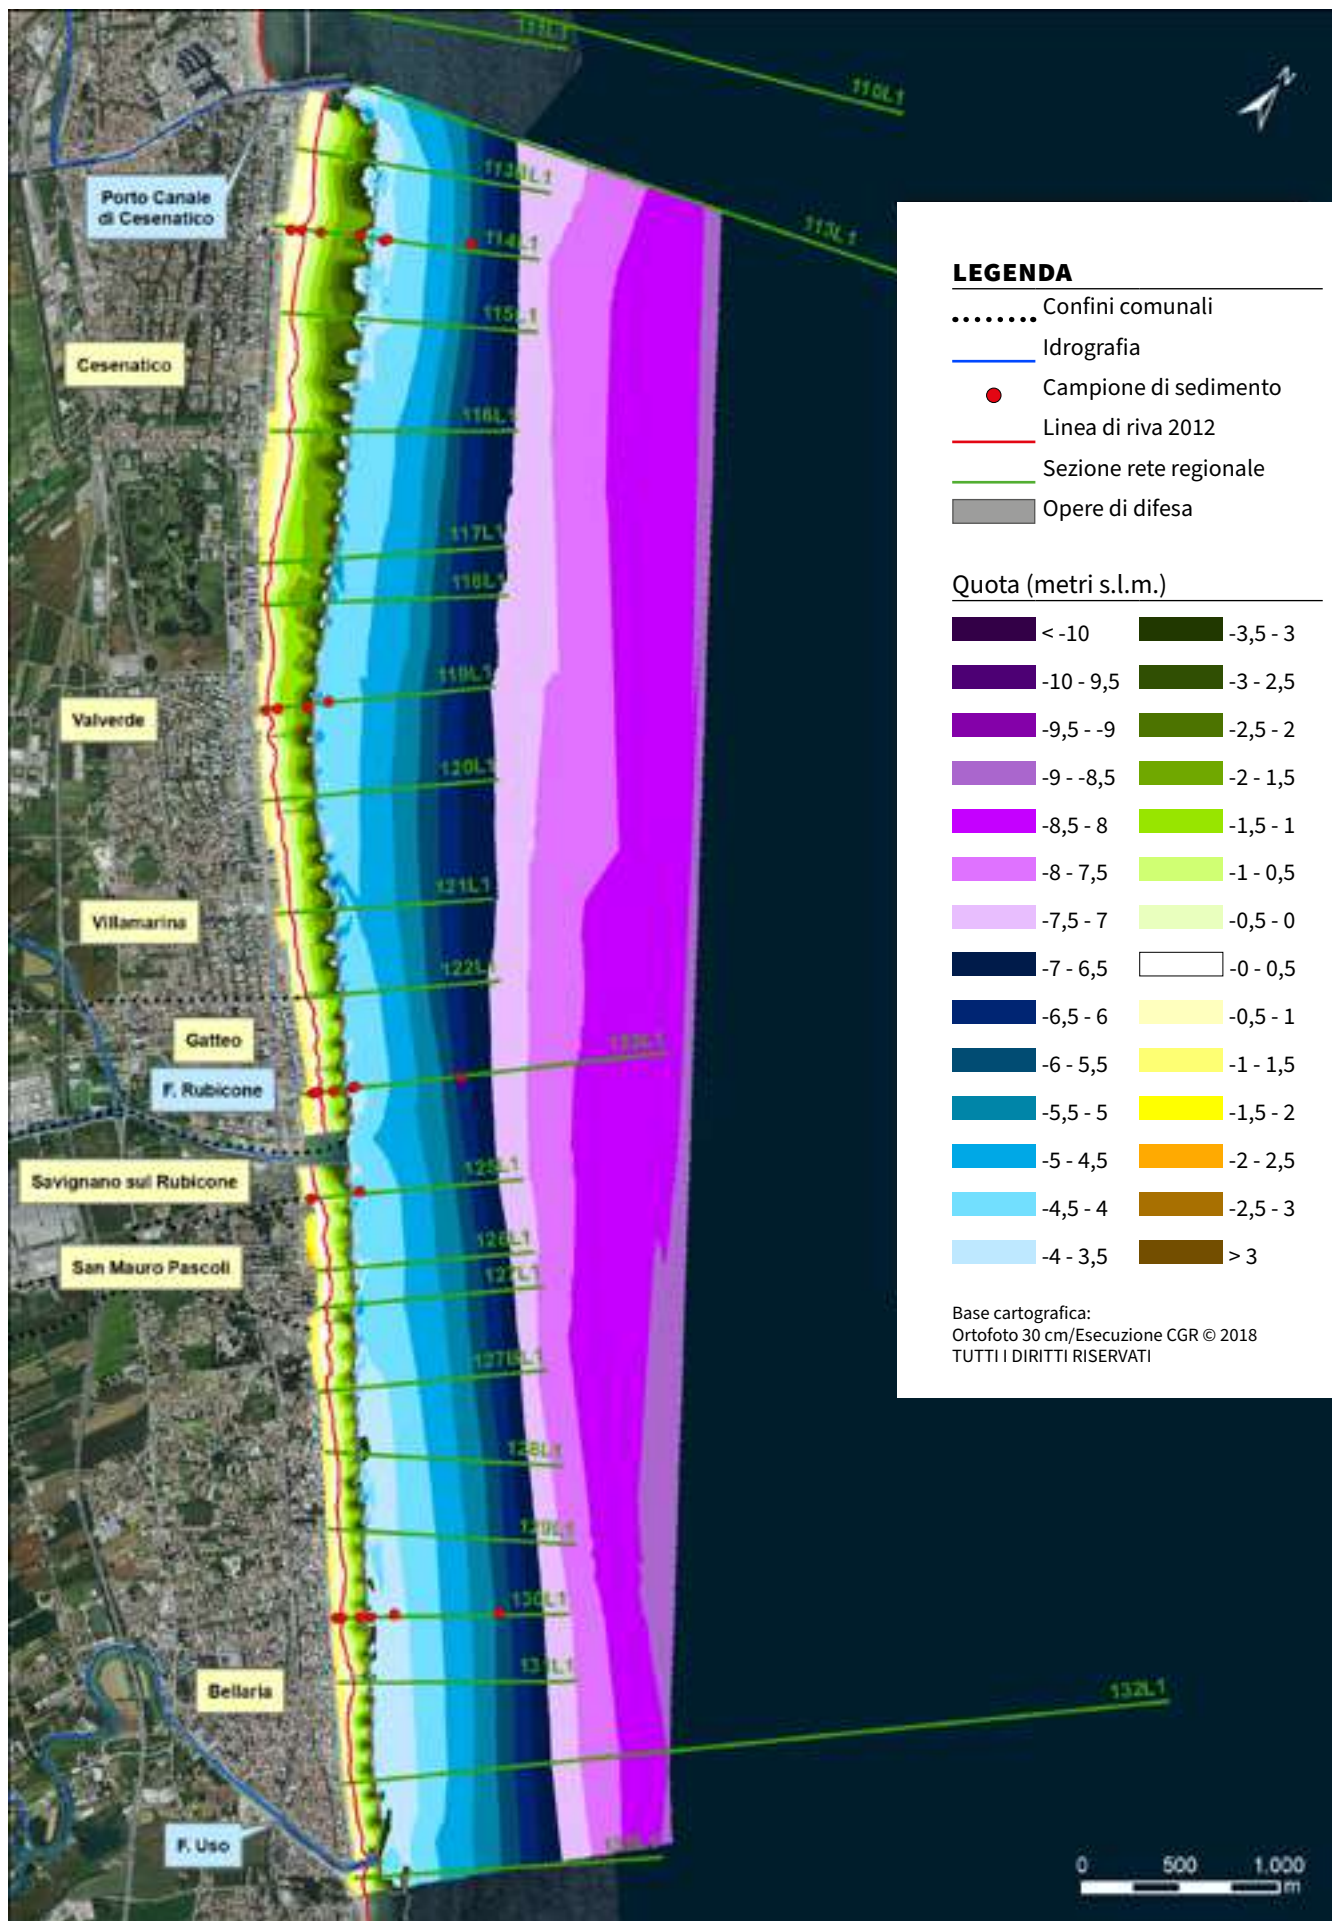 111L1
110L1
N
113BL1
Porto Canale
di Cesenatico
113L1
114L1
115L1
Cesenatico
116L1
117L1
118L1
119L1
Valverde
120L1
121L1
Villamarina
122L1
Gatteo
F. Rubicone
125L1
Savignano sul Rubicone
126L1
San Mauro Pascoli
127L1
128L1
129L1
130L1
131L1
Bellaria
132L1
F. Uso
0 500 1.000
m
LEGENDA
Confini comunali
Idrografia
Campione di sedimento
Linea di riva 2012
Sezione rete regionale
Opere di difesa
Quota (metri s.l.m.)
< -10
-10 - 9,5
-9,5 - -9
-9 - -8,5
-8,5 - 8
-8 - 7,5
-7,5 - 7
-7 - 6,5
-6,5 - 6
-6 - 5,5
-5,5 - 5
-5 - 4,5
-4,5 - 4
-4 - 3,5
-3,5 - 3
-3 - 2,5
-2,5 - 2
-2 - 1,5
-1,5 - 1
-1 - 0,5
-0,5 - 0
-0 - 0,5
-0,5 - 1
-1 - 1,5
-1,5 - 2
-2 - 2,5
-2,5 - 3
> 3
Base cartografica:
Ortofoto 30 cm/Esecuzione CGR © 2018
TUTTI I DIRITTI RISERVATI